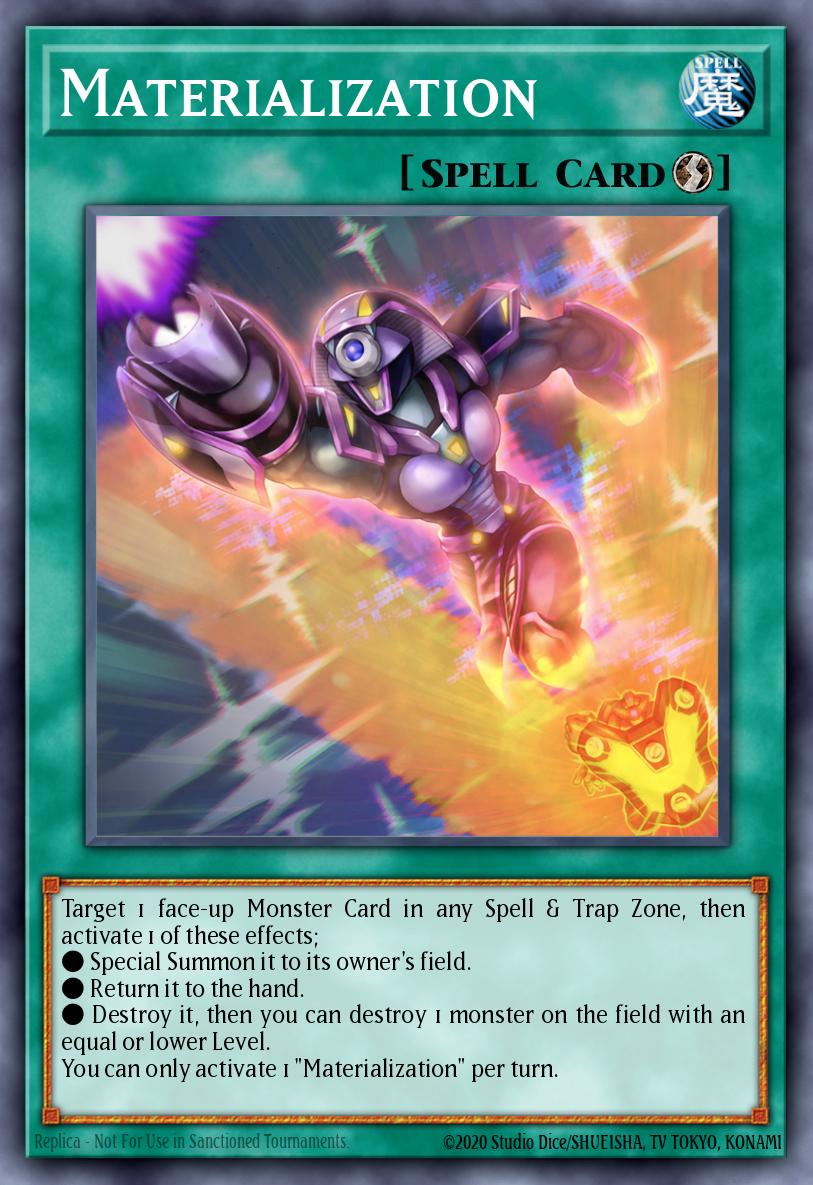 Materialization
SPELL
魔
[Spell Card]
Target 1 face-up Monster Card in any Spell & Trap Zone, then
activate 1 of these effects;
● Special Summon it to its owner's field.
● Return it to the hand.
● Destroy it, then you can destroy 1 monster on the field with an
equal or lower Level.
You can only activate 1 "Materialization" per turn.
Replica - Not For Use in Sanctioned Tournaments.
©2020 Studio Dice/SHUEISHA, TV TOKYO, KONAMI